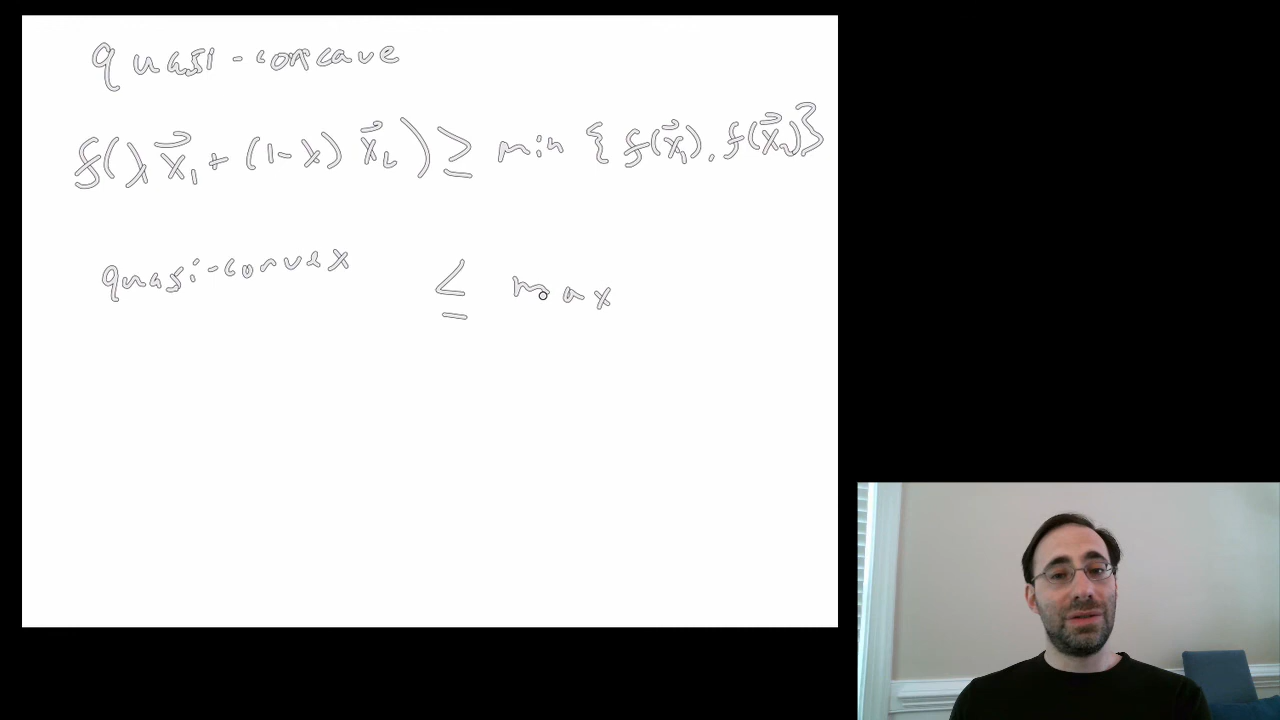 quasi-concave
f(λx⃗₁ + (1-λ) x⃗₂) ≥ min {f(x⃗₁), f(x⃗₂)}
quasi-convex ≤ max